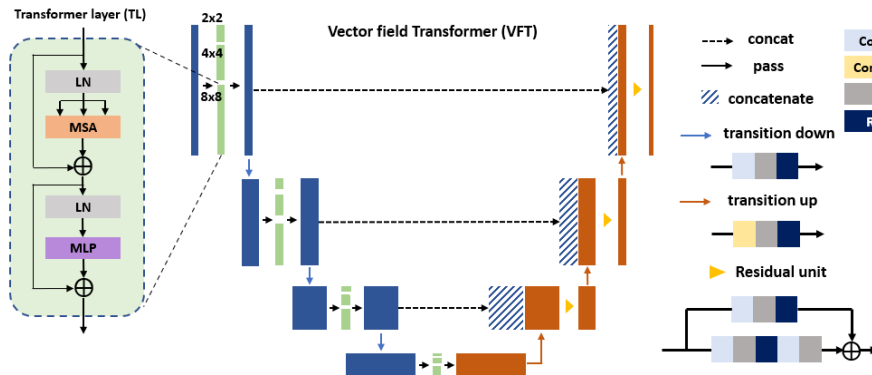 Transformer layer (TL)
LN
MSA
LN
MLP
2x2
4x4
8x8
Vector field Transformer (VFT)
concat
pass
concatenate
transition down
transition up
Residual unit
Co
Con
R